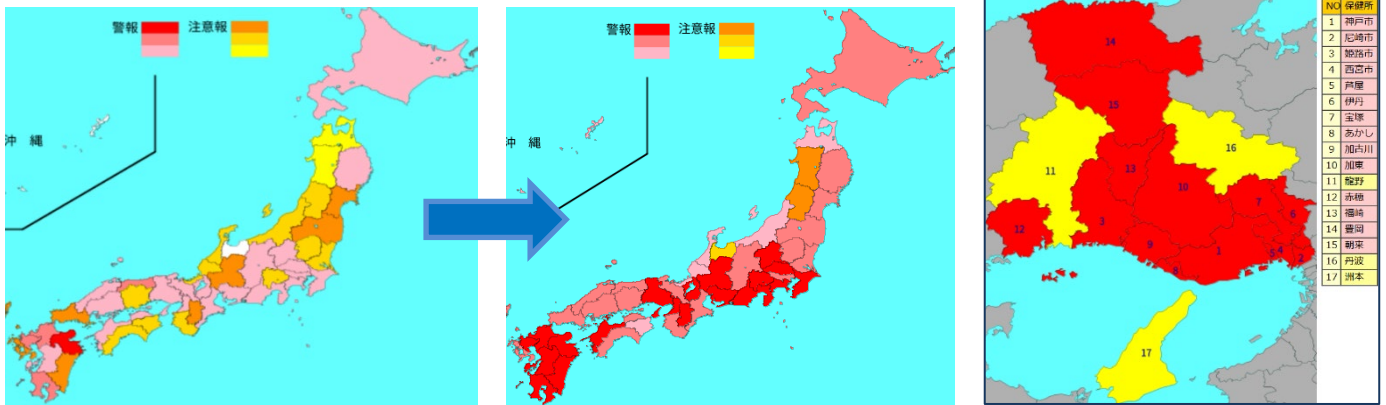 警報 注意報
沖 縄
警報 注意報
沖 縄
14
15
16
11
13
10
7
6
12
3
9
1
5
4
8
2
17
NO 保健所
1 神戸市
2 尼崎市
3 姫路市
4 西宮市
5 芦屋
6 伊丹
7 宝塚
8 あかし
9 加古川
10 加東
11 龍野
12 赤穂
13 福崎
14 豊岡
15 朝来
16 丹波
17 洲本